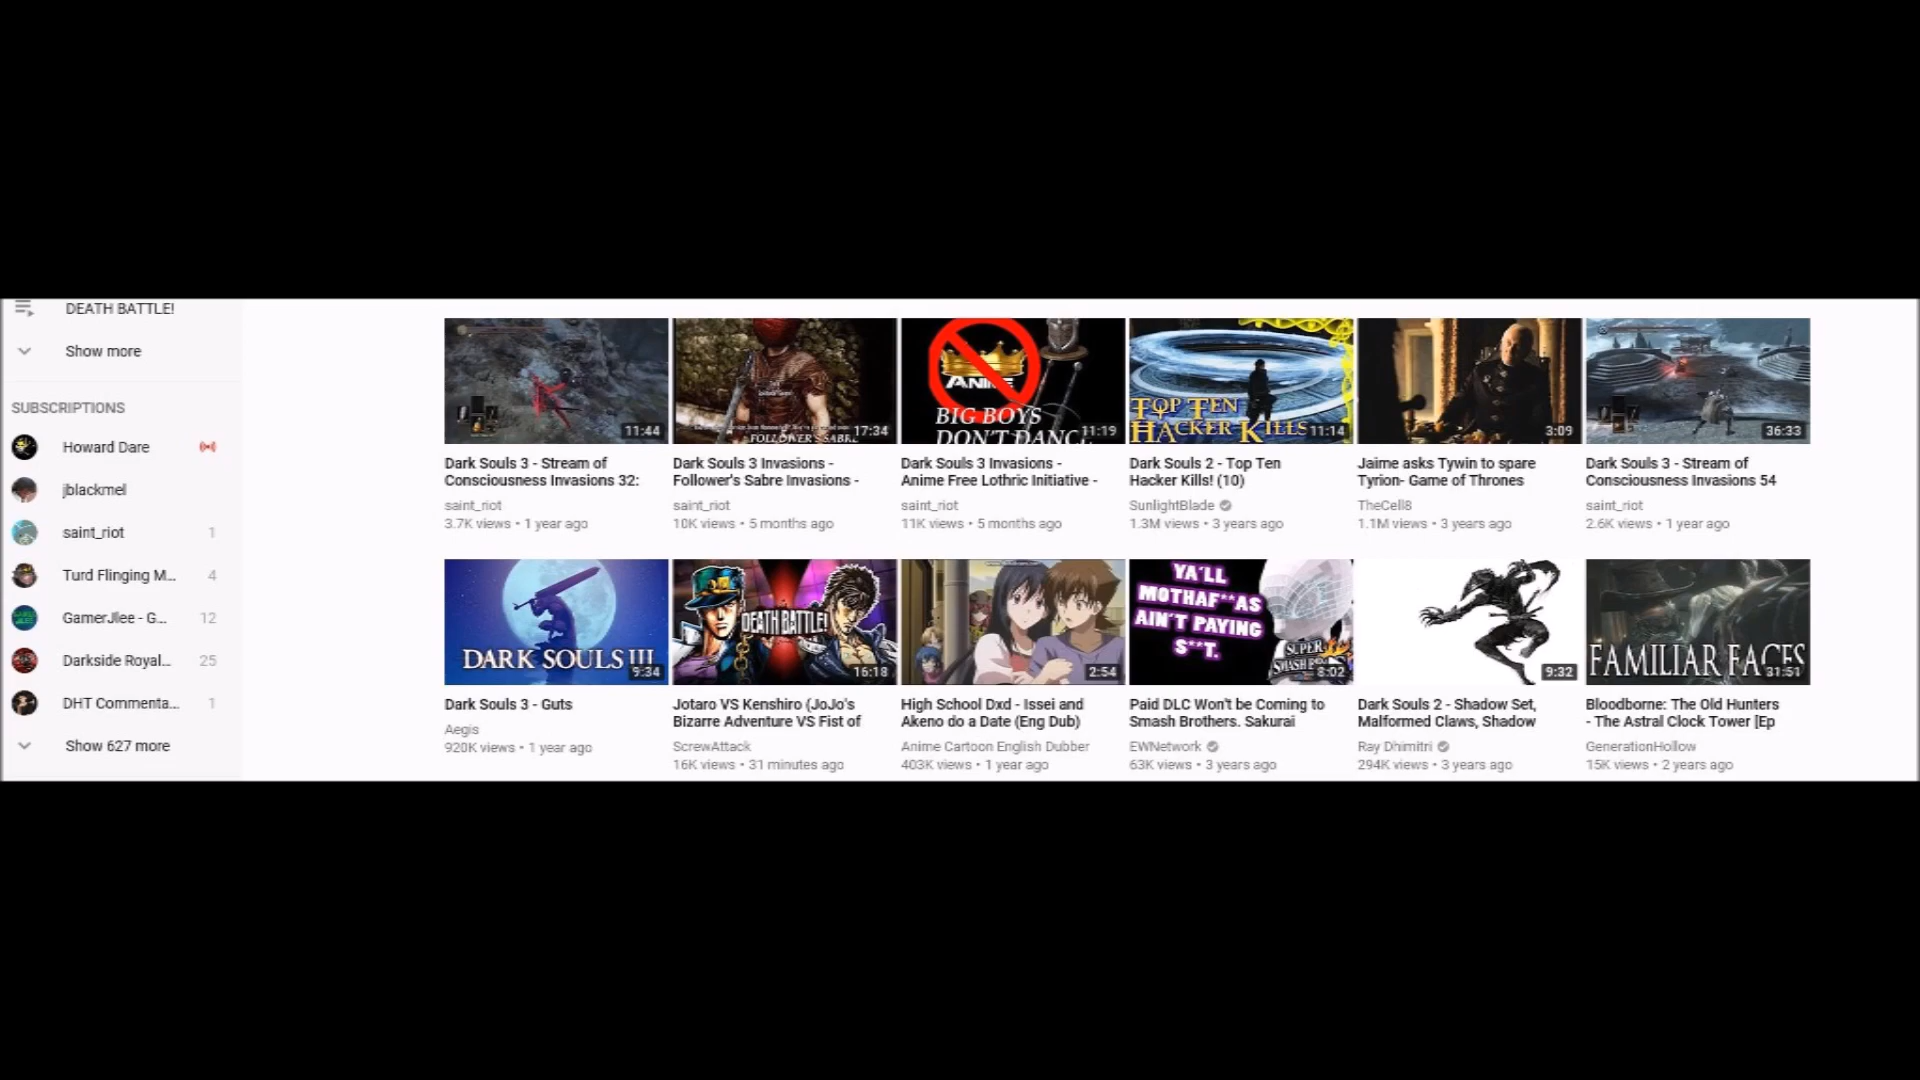 DEATH BATTLE!
Show more
SUBSCRIPTIONS
Howard Dare
jblackmel
saint_riot 1
Turd Flinging M... 4
GamerJlee - G... 12
Darkside Royal... 25
DHT Commenta... 1
Show 627 more
11:44
FOLLOWER'S SABRE
17:34
ANIME
BIG BOYS
DON'T DANCE
11:19
TOP TEN
HACKER KILLS
11:14
3:09
36:33
Dark Souls 3 - Stream of
Consciousness Invasions 32:
saint_riot
3.7K views • 1 year ago
Dark Souls 3 Invasions -
Follower's Sabre Invasions -
saint_riot
10K views • 5 months ago
Dark Souls 3 Invasions -
Anime Free Lothric Initiative -
saint_riot
11K views • 5 months ago
Dark Souls 2 - Top Ten
Hacker Kills! (10)
SunlightBlade
1.3M views • 3 years ago
Jaime asks Tywin to spare
Tyrion- Game of Thrones
TheCell8
1.1M views • 3 years ago
Dark Souls 3 - Stream of
Consciousness Invasions 54
saint_riot
2.6K views • 1 year ago
DARK SOULS III
9:34
DEATH BATTLE!
16:18
2:54
YA'LL
MOTHAF**AS
AIN'T PAYING
S**T.
SUPER
SMASH BROS
8:02
9:32
FAMILIAR FACES
31:51
Dark Souls 3 - Guts
Aegis
920K views • 1 year ago
Jotaro VS Kenshiro (JoJo's
Bizarre Adventure VS Fist of
ScrewAttack
16K views • 31 minutes ago
High School Dxd - Issei and
Akeno do a Date (Eng Dub)
Anime Cartoon English Dubber
403K views • 1 year ago
Paid DLC Won't be Coming to
Smash Brothers. Sakurai
EWNetwork
63K views • 3 years ago
Dark Souls 2 - Shadow Set,
Malformed Claws, Shadow
Ray Dhimitri
294K views • 3 years ago
Bloodborne: The Old Hunters
- The Astral Clock Tower [Ep
GenerationHollow
15K views • 2 years ago